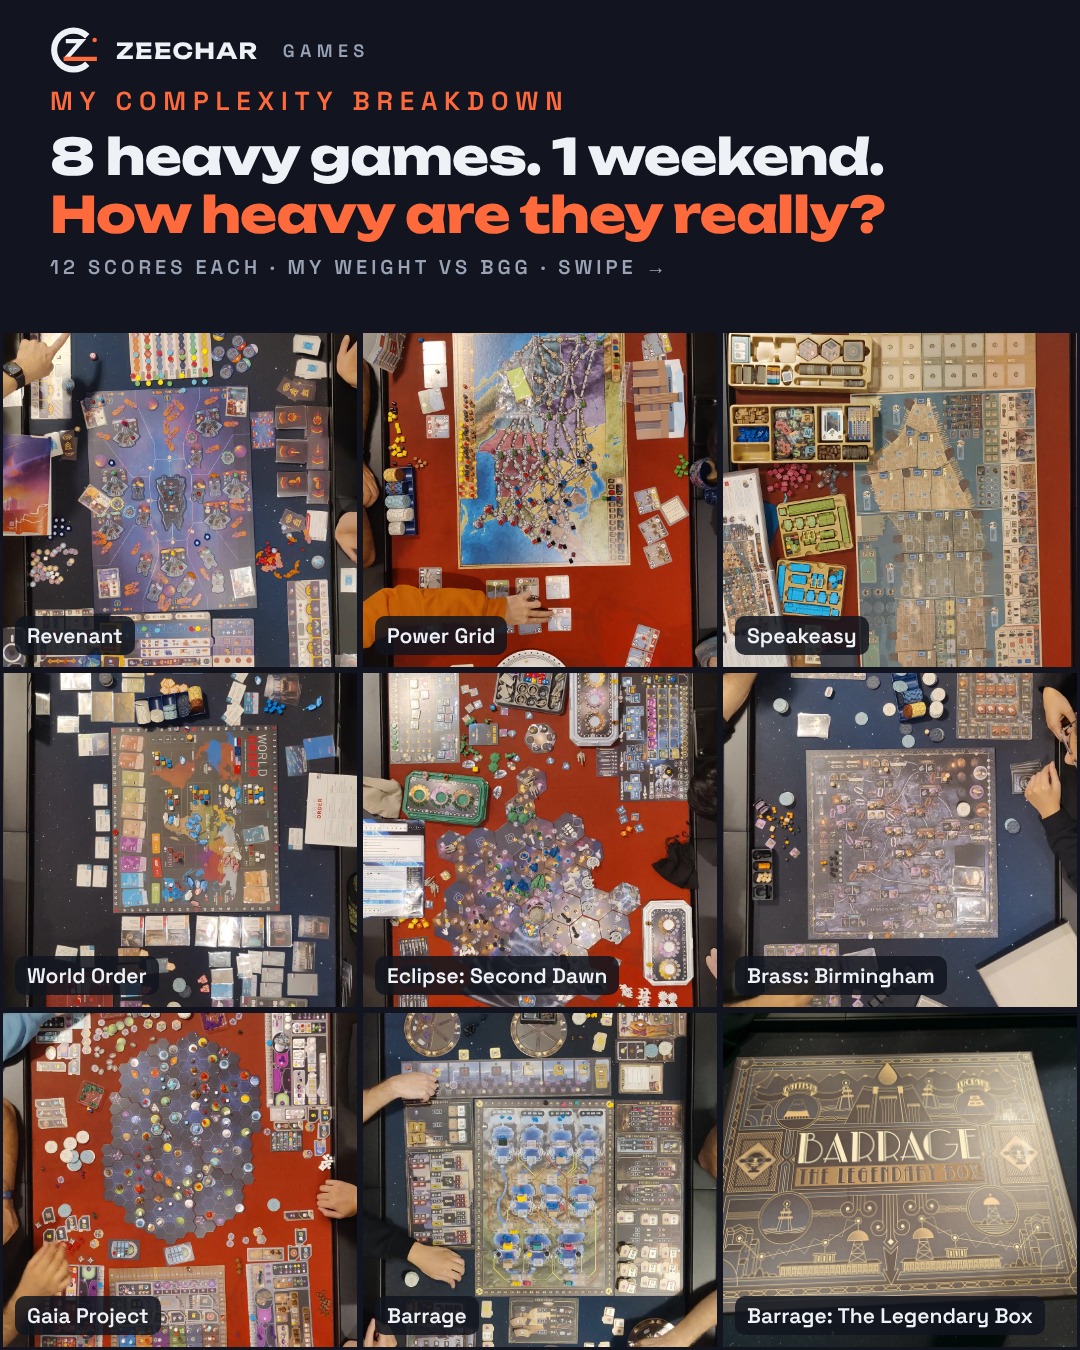 ZEECHAR GAMES
MY COMPLEXITY BREAKDOWN
8 heavy games. 1 weekend.
How heavy are they really?
12 SCORES EACH · MY WEIGHT VS BGG · SWIPE →
Revenant
Power Grid
Speakeasy
WORLD
ORDER
World Order
Eclipse: Second Dawn
Brass: Birmingham
Gaia Project
Barrage
BARRAGE
THE LEGENDARY BOX
Barrage: The Legendary Box